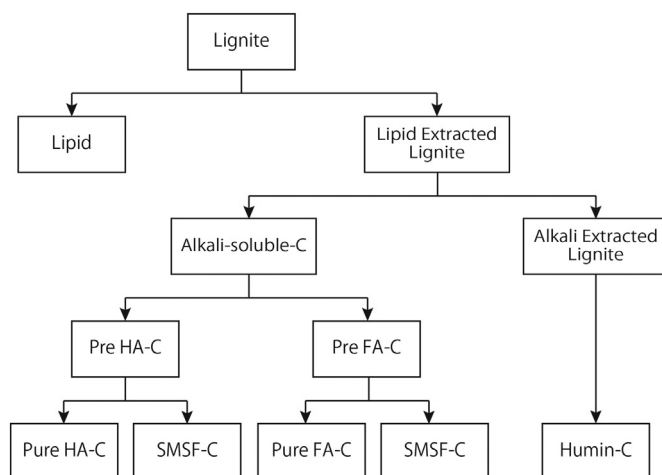 Lignite
Lipid
Lipid Extracted
Lignite
Alkali-soluble-C
Alkali Extracted
Lignite
Pre HA-C
Pre FA-C
Pure HA-C
SMSF-C
Pure FA-C
SMSF-C
Humin-C